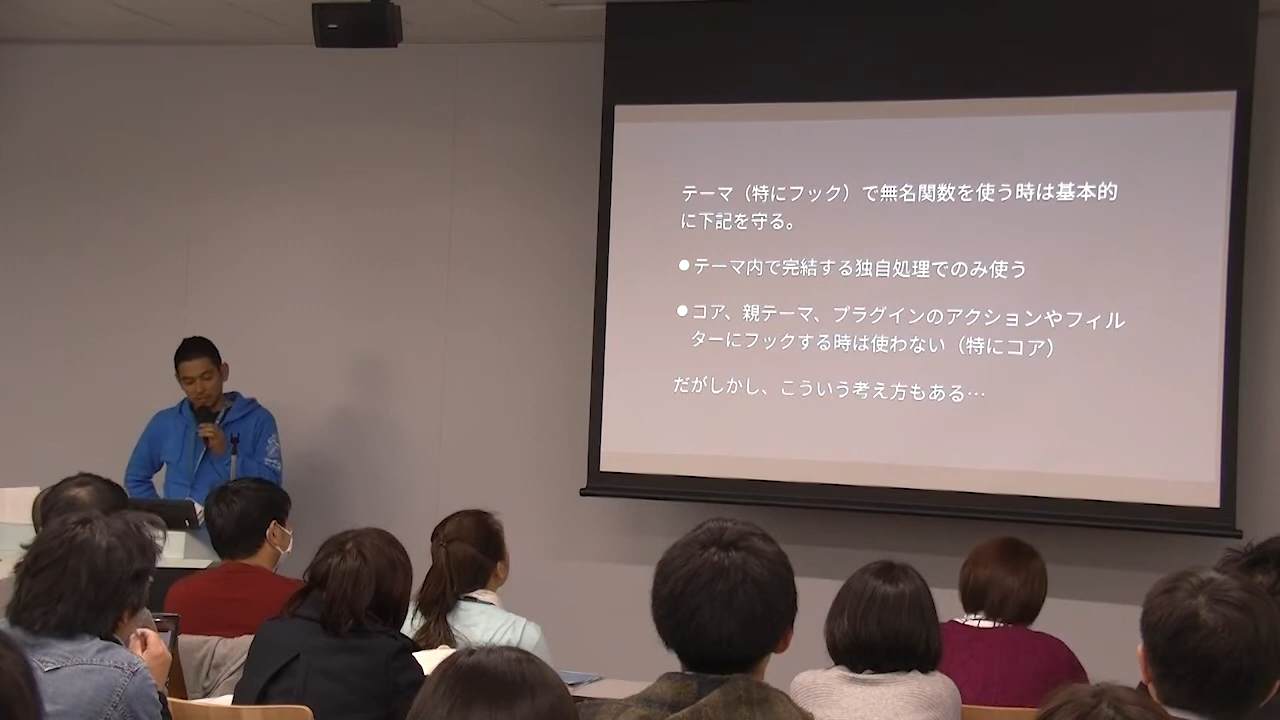 テーマ（特にフック）で無名関数を使う時は基本的
に下記を守る。
●テーマ内で完結する独自処理でのみ使う
●コア、親テーマ、プラグインのアクションやフィル
ターにフックする時は使わない（特にコア）
だがしかし、こういう考え方もある…